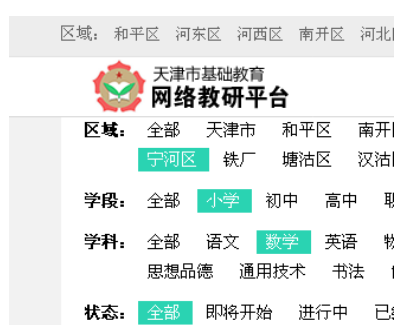 区域: 和平区 河东区 河西区 南开区 河北
天津市基础教育
网络教研平台
区域: 全部 天津市 和平区 南开
宁河区 铁厂 塘沽区 汉沽
学段: 全部 小学 初中 高中
学科: 全部 语文 数学 英语
思想品德 通用技术 书法
状态: 全部 即将开始 进行中 已